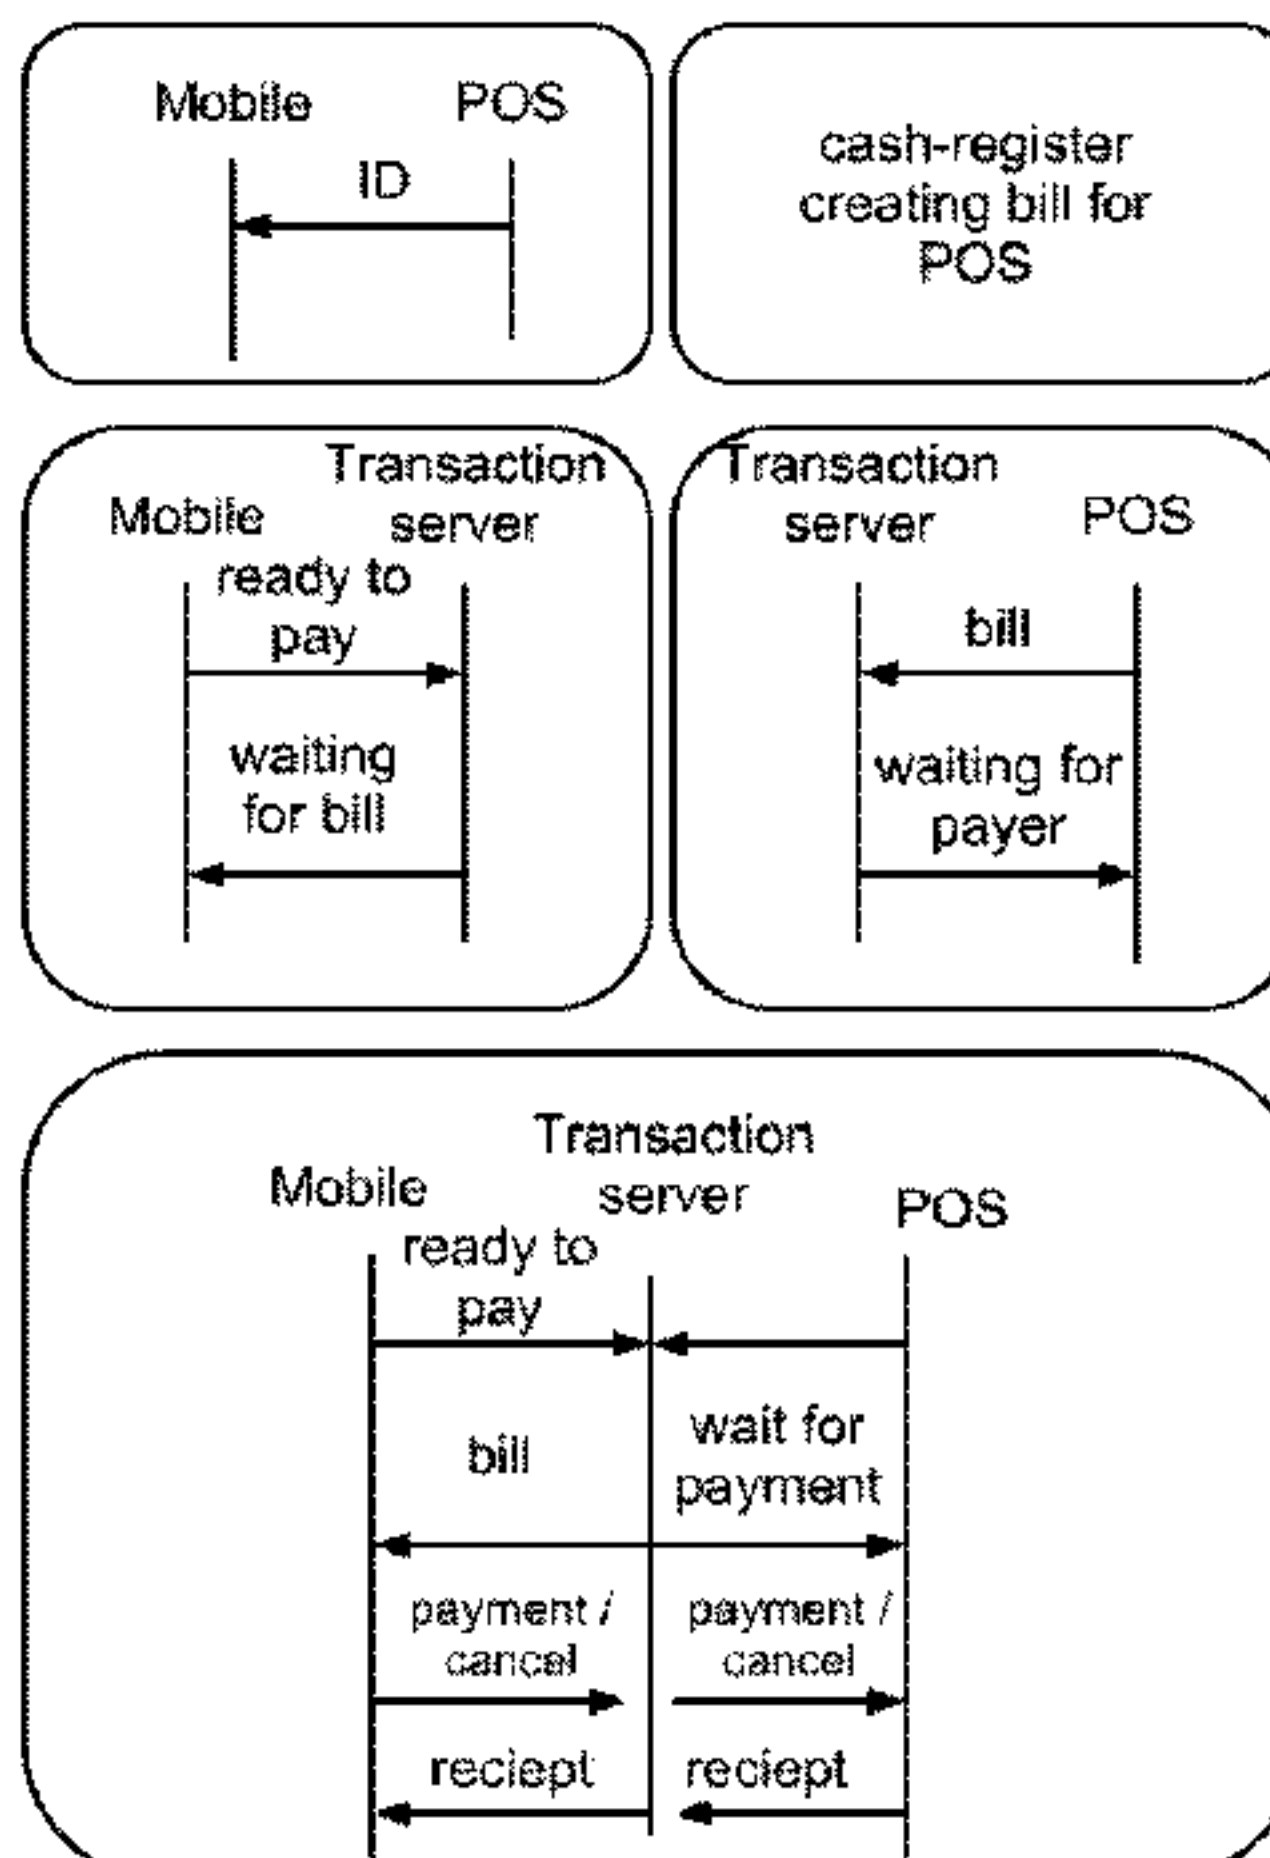 Mobile POS
ID
cash-register
creating bill for
POS
Transaction
Mobile server
ready to
pay
waiting
for bill
Transaction
server POS
bill
waiting for
payer
Transaction
Mobile server POS
ready to
pay
bill
wait for
payment
payment /
cancel
payment /
cancel
reciept
reciept